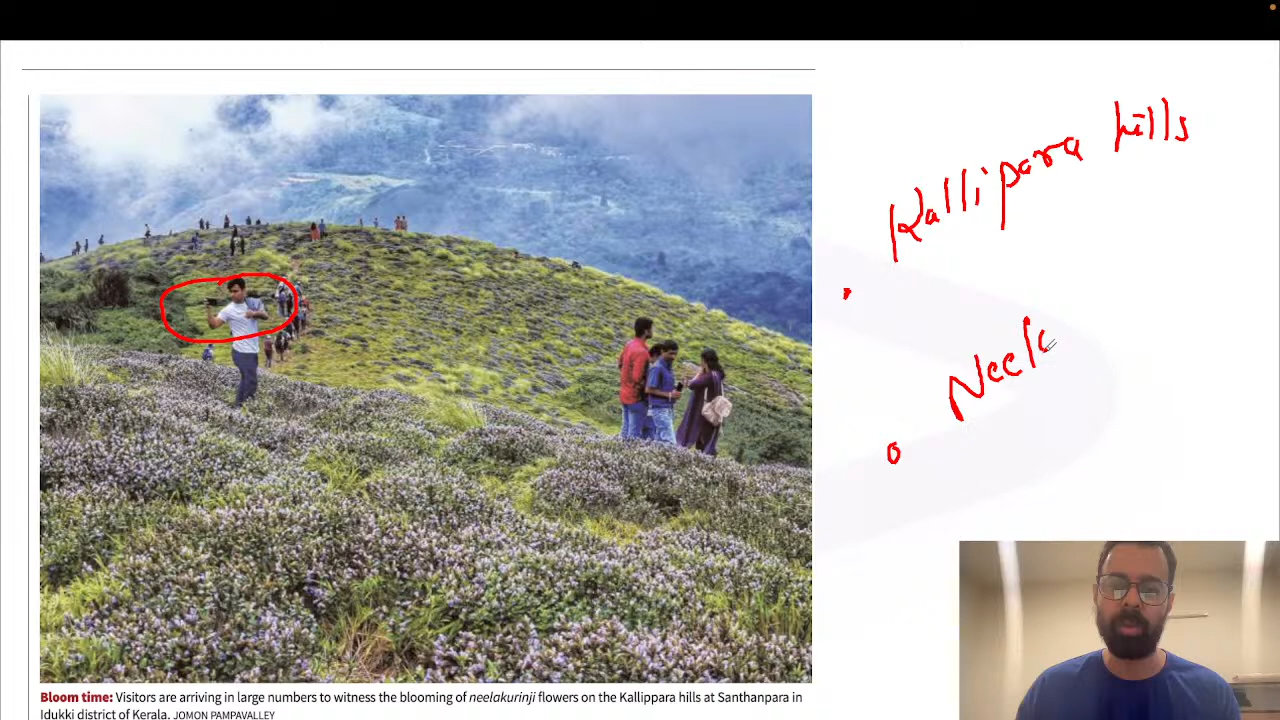 Kallipara hills
Neela
Bloom time: Visitors are arriving in large numbers to witness the blooming of neelakurinji flowers on the Kallippara hills at Santhanpara in
Idukki district of Kerala. JOMON PAMPAVALLEY